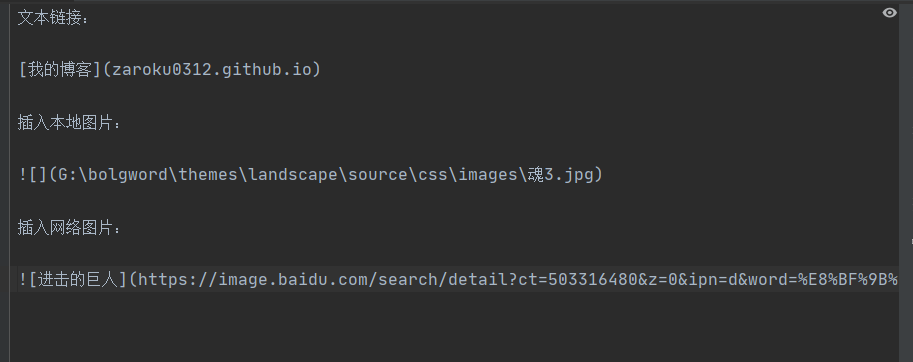 文本链接：
[我的博客](zaroku0312.github.io)
插入本地图片：
![](G:\bolgword\themes\landscape\source\css\images\魂3.jpg)
插入网络图片：
![进击的巨人](https://image.baidu.com/search/detail?ct=503316480&z=0&ipn=d&word=%E8%BF%9B%